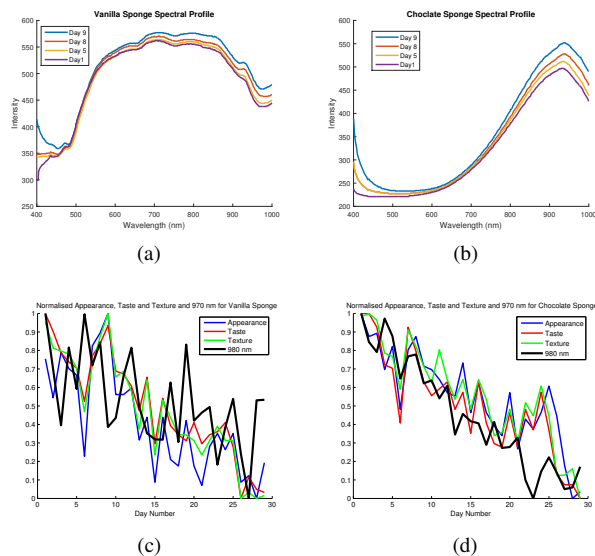 Vanilla Sponge Spectral Profile
600
550
500
450
400
350
300
250
Intensity
Day 9
Day 8
Day 5
Day1
400 500 600 700 800 900 1000
Wavelength (nm)
(a)
Choclate Sponge Spectral Profile
600
550
500
450
400
350
300
250
200
Intensity
Day 9
Day 8
Day 5
Day1
400 500 600 700 800 900 1000
Wavelength (nm)
(b)
Normalised Appearance, Taste and Texture and 970 nm for Vanilla Sponge
1
0.9
0.8
0.7
0.6
0.5
0.4
0.3
0.2
0.1
0
Appearance
Taste
Texture
980 nm
0 5 10 15 20 25 30
Day Number
(c)
Normalised Appearance, Taste and Texture and 970 nm for Chocolate Sponge
1
0.9
0.8
0.7
0.6
0.5
0.4
0.3
0.2
0.1
0
Appearance
Taste
Texture
980 nm
0 5 10 15 20 25 30
Day Number
(d)